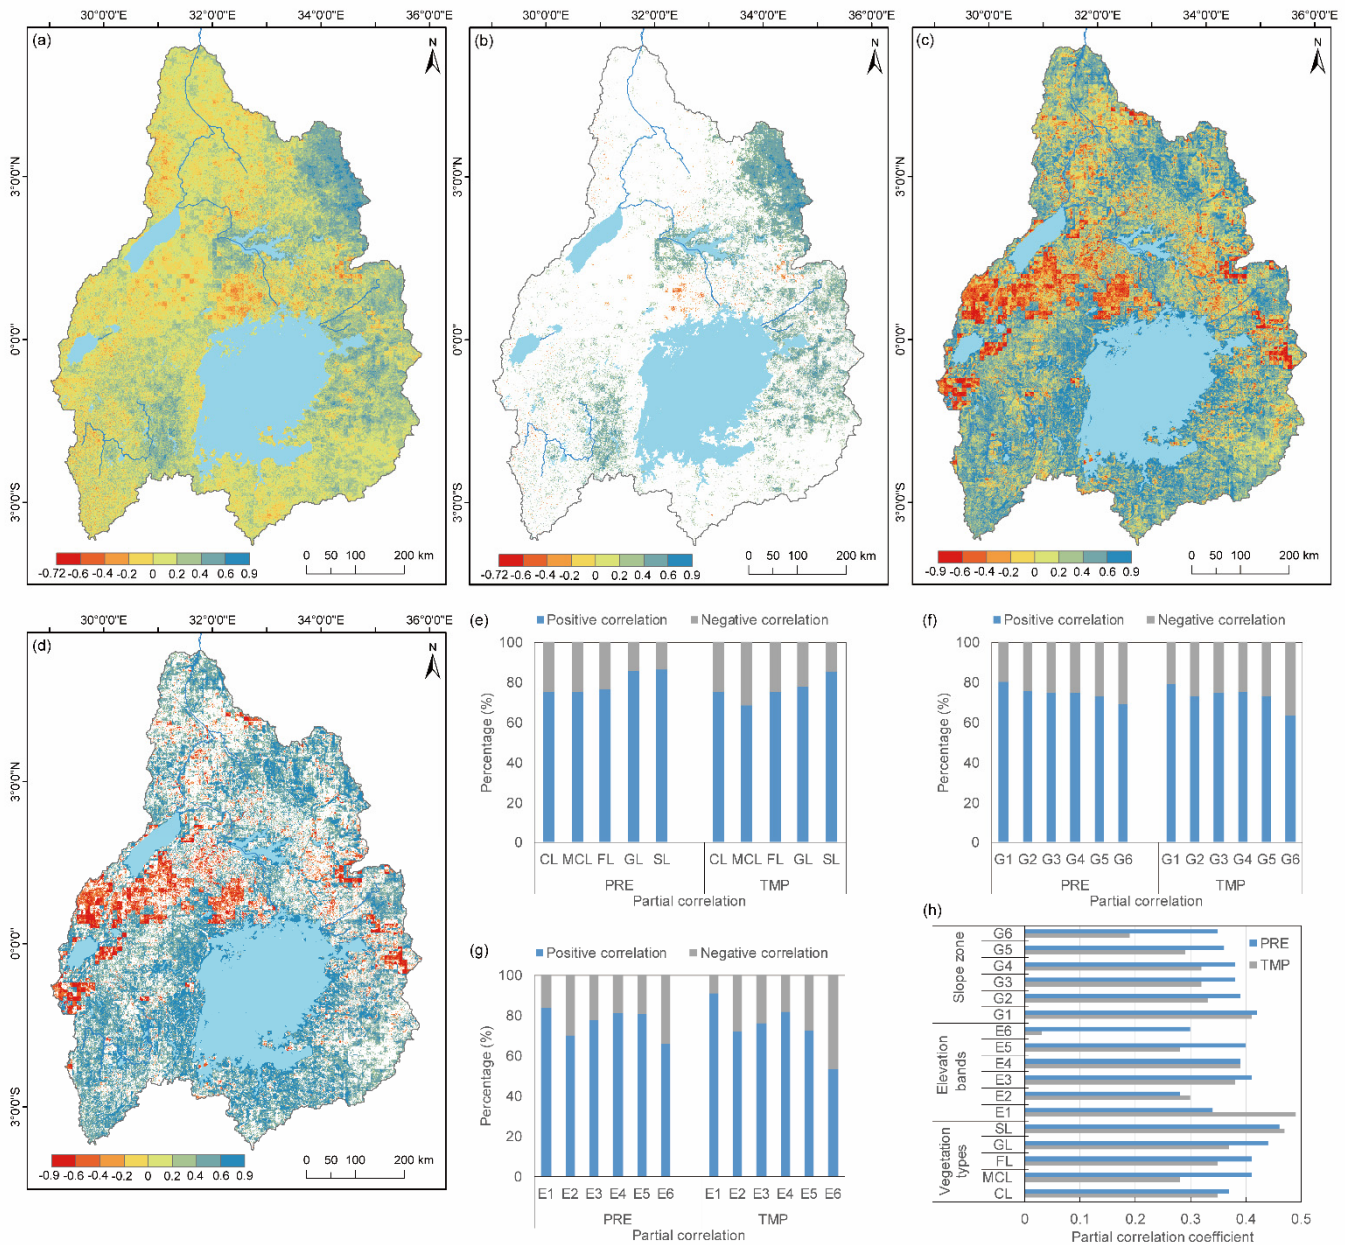 30°0'0"E 32°0'0"E 34°0'0"E 36°0'0"E
(a)
N
3°0'0"N
0°0'0"
3°0'0"S
0 50 100 200 km
-0.72 -0.6 -0.4 -0.2 0 0.2 0.4 0.6 0.9
30°0'0"E 32°0'0"E 34°0'0"E 36°0'0"E
(b)
N
3°0'0"N
0°0'0"
3°0'0"S
0 50 100 200 km
-0.72 -0.6 -0.4 -0.2 0 0.2 0.4 0.6 0.9
30°0'0"E 32°0'0"E 34°0'0"E 36°0'0"E
(c)
N
3°0'0"N
0°0'0"
3°0'0"S
0 50 100 200 km
-0.9 -0.6 -0.4 -0.2 0 0.2 0.4 0.6 0.9
30°0'0"E 32°0'0"E 34°0'0"E 36°0'0"E
(d)
N
3°0'0"N
0°0'0"
3°0'0"S
0 50 100 200 km
-0.9 -0.6 -0.4 -0.2 0 0.2 0.4 0.6 0.9
(e)
Positive correlation Negative correlation
Percentage (%)
100
80
60
40
20
0
CL MCL FL GL SL CL MCL FL GL SL
PRE TMP
Partial correlation
(f)
Positive correlation Negative correlation
Percentage (%)
100
80
60
40
20
0
G1 G2 G3 G4 G5 G6 G1 G2 G3 G4 G5 G6
PRE TMP
Partial correlation
(g)
Positive correlation Negative correlation
Percentage (%)
100
80
60
40
20
0
E1 E2 E3 E4 E5 E6 E1 E2 E3 E4 E5 E6
PRE TMP
Partial correlation
(h)
PRE
TMP
Slope zone
G6
G5
G4
G3
G2
G1
Elevation
bands
E6
E5
E4
E3
E2
E1
Vegetation
types
SL
GL
FL
MCL
CL
0 0.1 0.2 0.3 0.4 0.5
Partial correlation coefficient